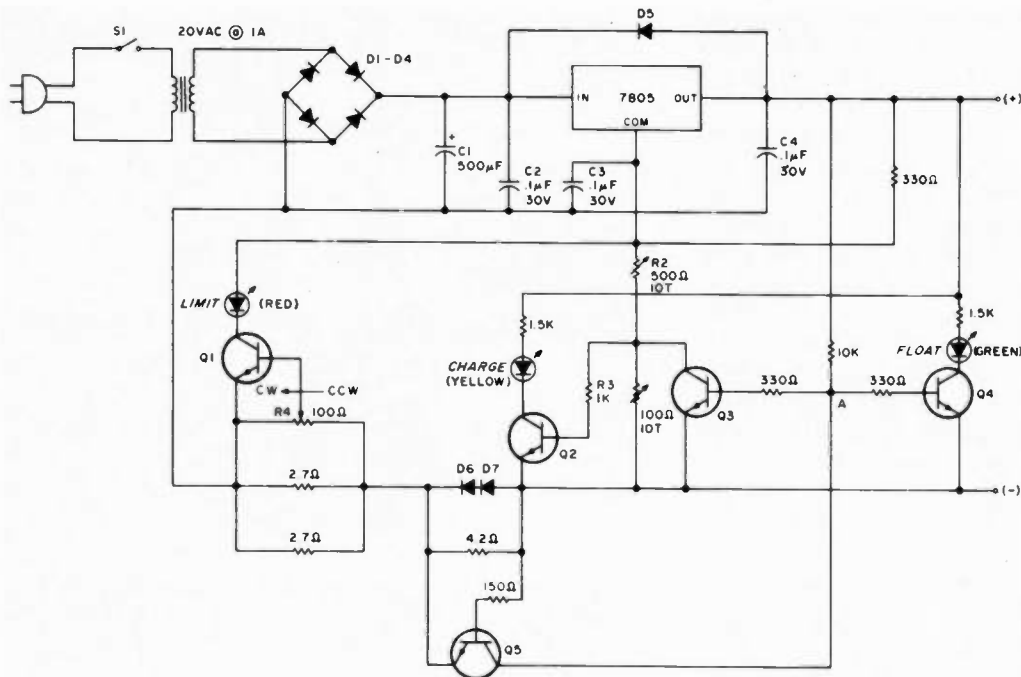 S1
20VAC @ 1A
D1-D4
D5
IN
7805
OUT
COM
(+)
+
C1
500µF
C2
.1µF
30V
C3
.1µF
30V
C4
.1µF
30V
330Ω
R2
500Ω
10T
LIMIT
(RED)
1.5K
1.5K
Q1
CHARGE
(YELLOW)
10K
FLOAT
(GREEN)
CW
CCW
R3
1K
100Ω
10T
Q3
330Ω
330Ω
A
Q4
R4
100Ω
Q2
2.7Ω
D6
D7
(-)
2.7Ω
4.2Ω
150Ω
Q5